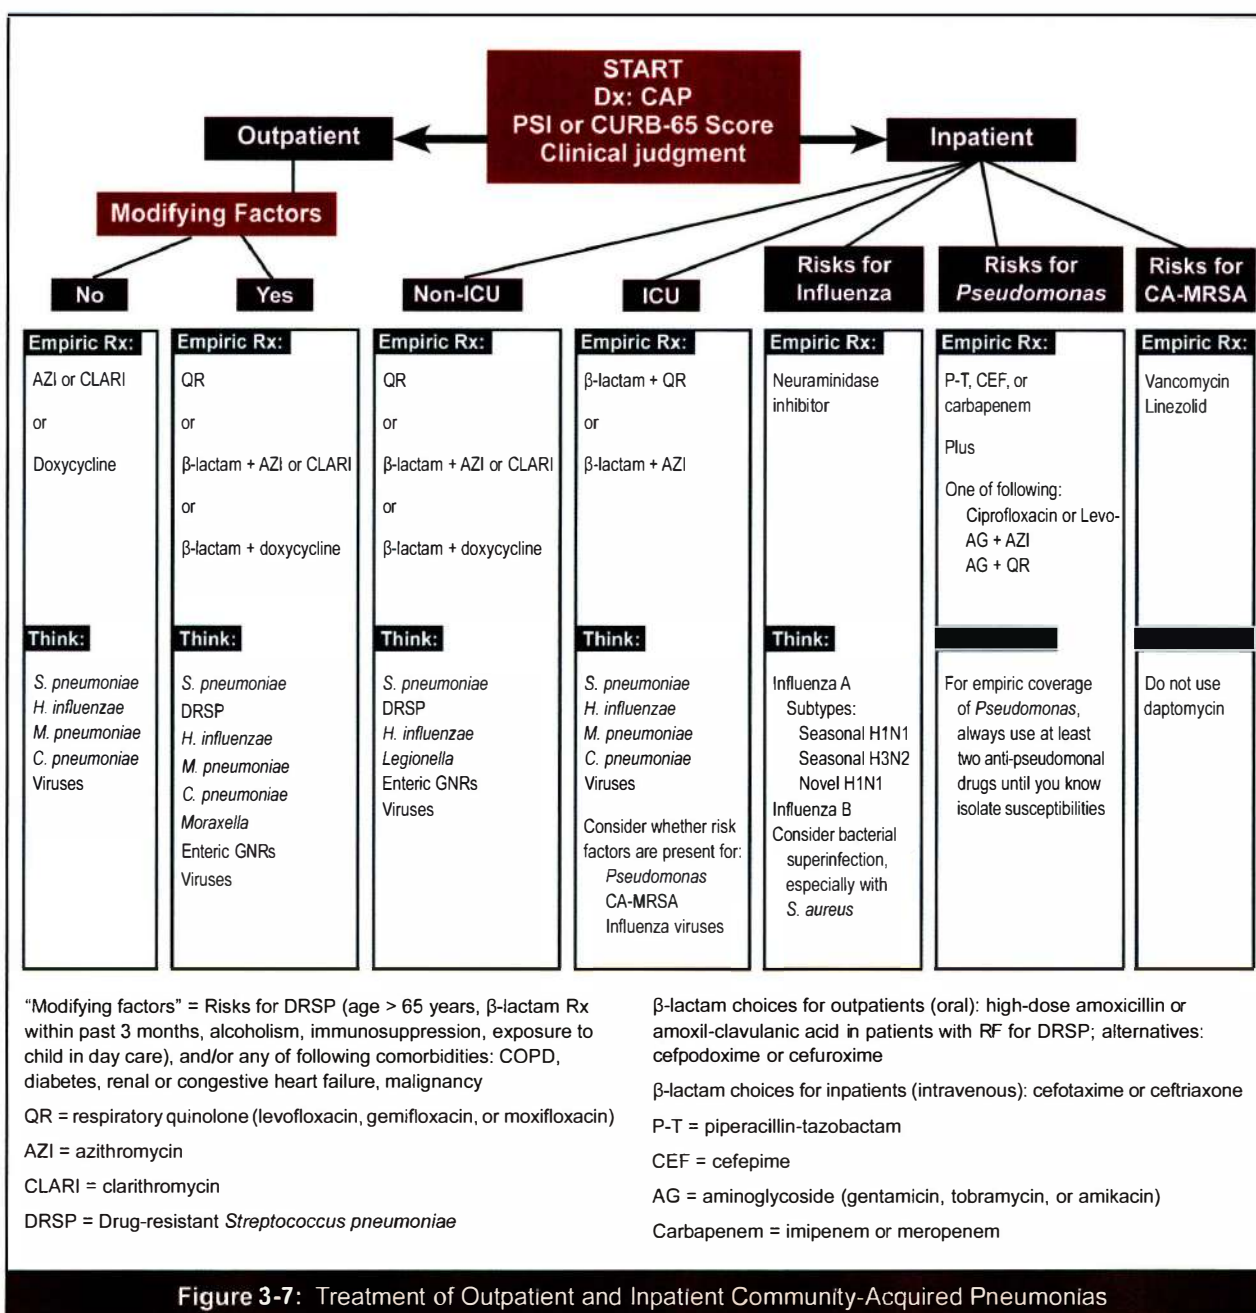 START
Dx: CAP
PSI or CURB-65 Score
Clinical judgment
Outpatient
Inpatient
Modifying Factors
No
Yes
Non-ICU
ICU
Risks for
Influenza
Risks for
Pseudomonas
Risks for
CA-MRSA
Empiric Rx:
AZI or CLARI
or
Doxycycline
Think:
S. pneumoniae
H. influenzae
M. pneumoniae
C. pneumoniae
Viruses
Empiric Rx:
QR
or
β-lactam + AZI or CLARI
or
β-lactam + doxycycline
Think:
S. pneumoniae
DRSP
H. influenzae
M. pneumoniae
C. pneumoniae
Moraxella
Enteric GNRs
Viruses
Empiric Rx:
QR
or
β-lactam + AZI or CLARI
or
β-lactam + doxycycline
Think:
S. pneumoniae
DRSP
H. influenzae
Legionella
Enteric GNRs
Viruses
Empiric Rx:
β-lactam + QR
or
β-lactam + AZI
Think:
S. pneumoniae
H. influenzae
M. pneumoniae
C. pneumoniae
Viruses
Consider whether risk
factors are present for:
Pseudomonas
CA-MRSA
Influenza viruses
Empiric Rx:
Neuraminidase
inhibitor
Think:
Influenza A
Subtypes:
Seasonal H1N1
Seasonal H3N2
Novel H1N1
Influenza B
Consider bacterial
superinfection,
especially with
S. aureus
Empiric Rx:
P-T, CEF, or
carbapenem
Plus
One of following:
Ciprofloxacin or Levo-
AG + AZI
AG + QR
For empiric coverage
of Pseudomonas,
always use at least
two anti-pseudomonal
drugs until you know
isolate susceptibilities
Empiric Rx:
Vancomycin
Linezolid
Do not use
daptomycin
"Modifying factors" = Risks for DRSP (age > 65 years, β-lactam Rx
within past 3 months, alcoholism, immunosuppression, exposure to
child in day care), and/or any of following comorbidities: COPD,
diabetes, renal or congestive heart failure, malignancy
QR = respiratory quinolone (levofloxacin, gemifloxacin, or moxifloxacin)
AZI = azithromycin
CLARI = clarithromycin
DRSP = Drug-resistant Streptococcus pneumoniae
β-lactam choices for outpatients (oral): high-dose amoxicillin or
amoxil-clavulanic acid in patients with RF for DRSP; alternatives:
cefpodoxime or cefuroxime
β-lactam choices for inpatients (intravenous): cefotaxime or ceftriaxone
P-T = piperacillin-tazobactam
CEF = cefepime
AG = aminoglycoside (gentamicin, tobramycin, or amikacin)
Carbapenem = imipenem or meropenem
Figure 3-7: Treatment of Outpatient and Inpatient Community-Acquired Pneumonias